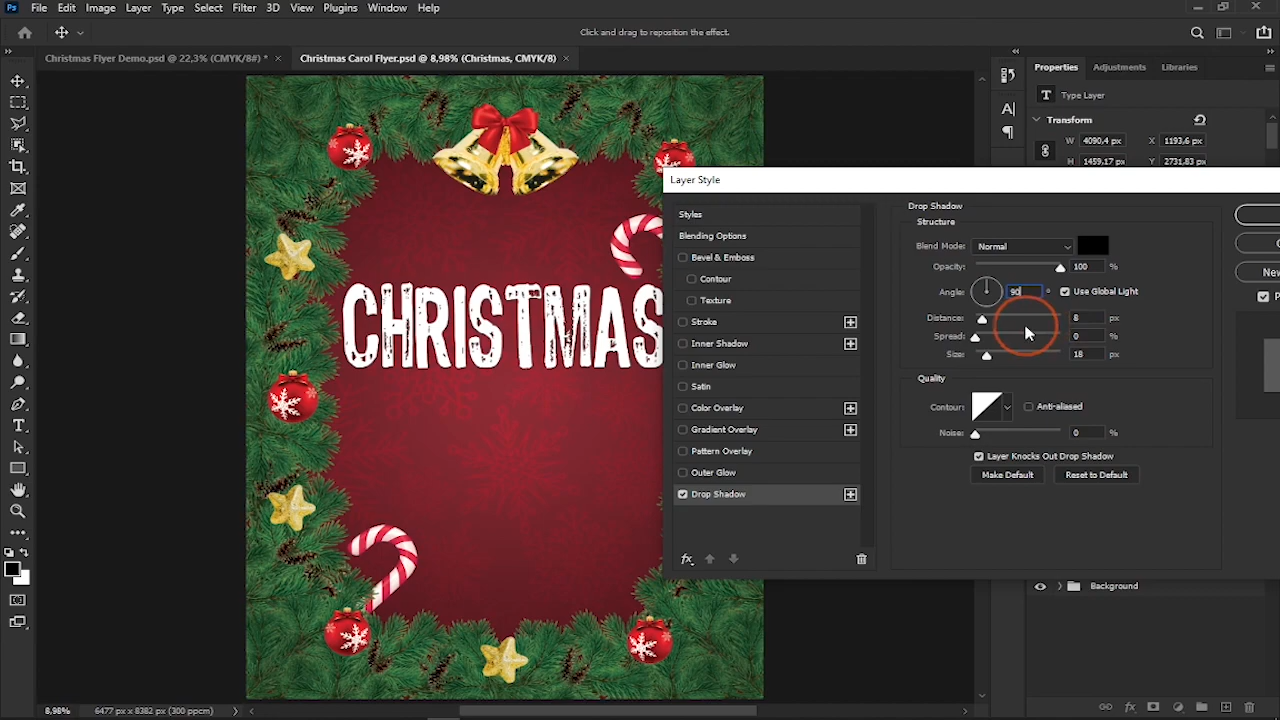 Ps File Edit Image Layer Type Select Filter 3D View Plugins Window Help
Click and drag to reposition the effect.
Christmas Flyer Demo.psd @ 22,3% (CMYK/8#) * × Christmas Carol Flyer.psd @ 8,98% (Christmas, CMYK/8) ×
Properties Adjustments Libraries
T Type Layer
Transform
W 4090,4 px X 1193,6 px
H 1459,17 px Y 2731,83 px
CHRISTMAS
Layer Style
Styles
Blending Options
Bevel & Emboss
Contour
Texture
Stroke
Inner Shadow
Inner Glow
Satin
Color Overlay
Gradient Overlay
Pattern Overlay
Outer Glow
Drop Shadow
fx
Drop Shadow
Structure
Blend Mode: Normal
Opacity: 100 %
Angle: 90 ° Use Global Light
Distance: 8 px
Spread: 0 %
Size: 18 px
Quality
Contour: Anti-aliased
Noise: 0 %
Layer Knocks Out Drop Shadow
Make Default Reset to Default
New
Background
8,98% 6477 px x 8382 px (300 ppcm)
fx